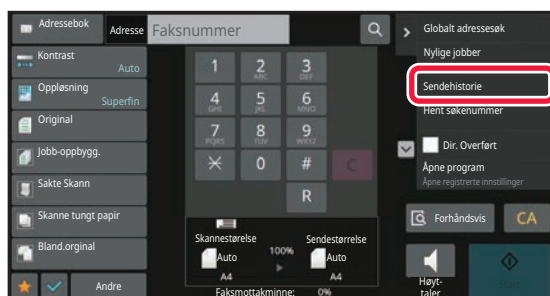 Adressebok
Adresse
Faksnummer
Kontrast
Auto
Oppløsning
Superfin
Original
Jobb-oppbygg.
Sakte Skann
Skanne tungt papir
Bland.orginal
Andre
1
2
ABC
3
DEF
4
GHI
5
JKL
6
MNO
7
PQRS
8
TUV
9
WXYZ
0
#
C
R
Skannestørelse
Auto
A4
100%
Sendestørrelse
Auto
A4
Faksmottakminne: 0%
Globalt adressesøk
Nylige jobber
Sendehistorie
Hent søkenummer
Dir. Overført
Åpne program
Åpne registrerte innstillinger
Forhåndsvis
CA
Høyt-
taler
Start